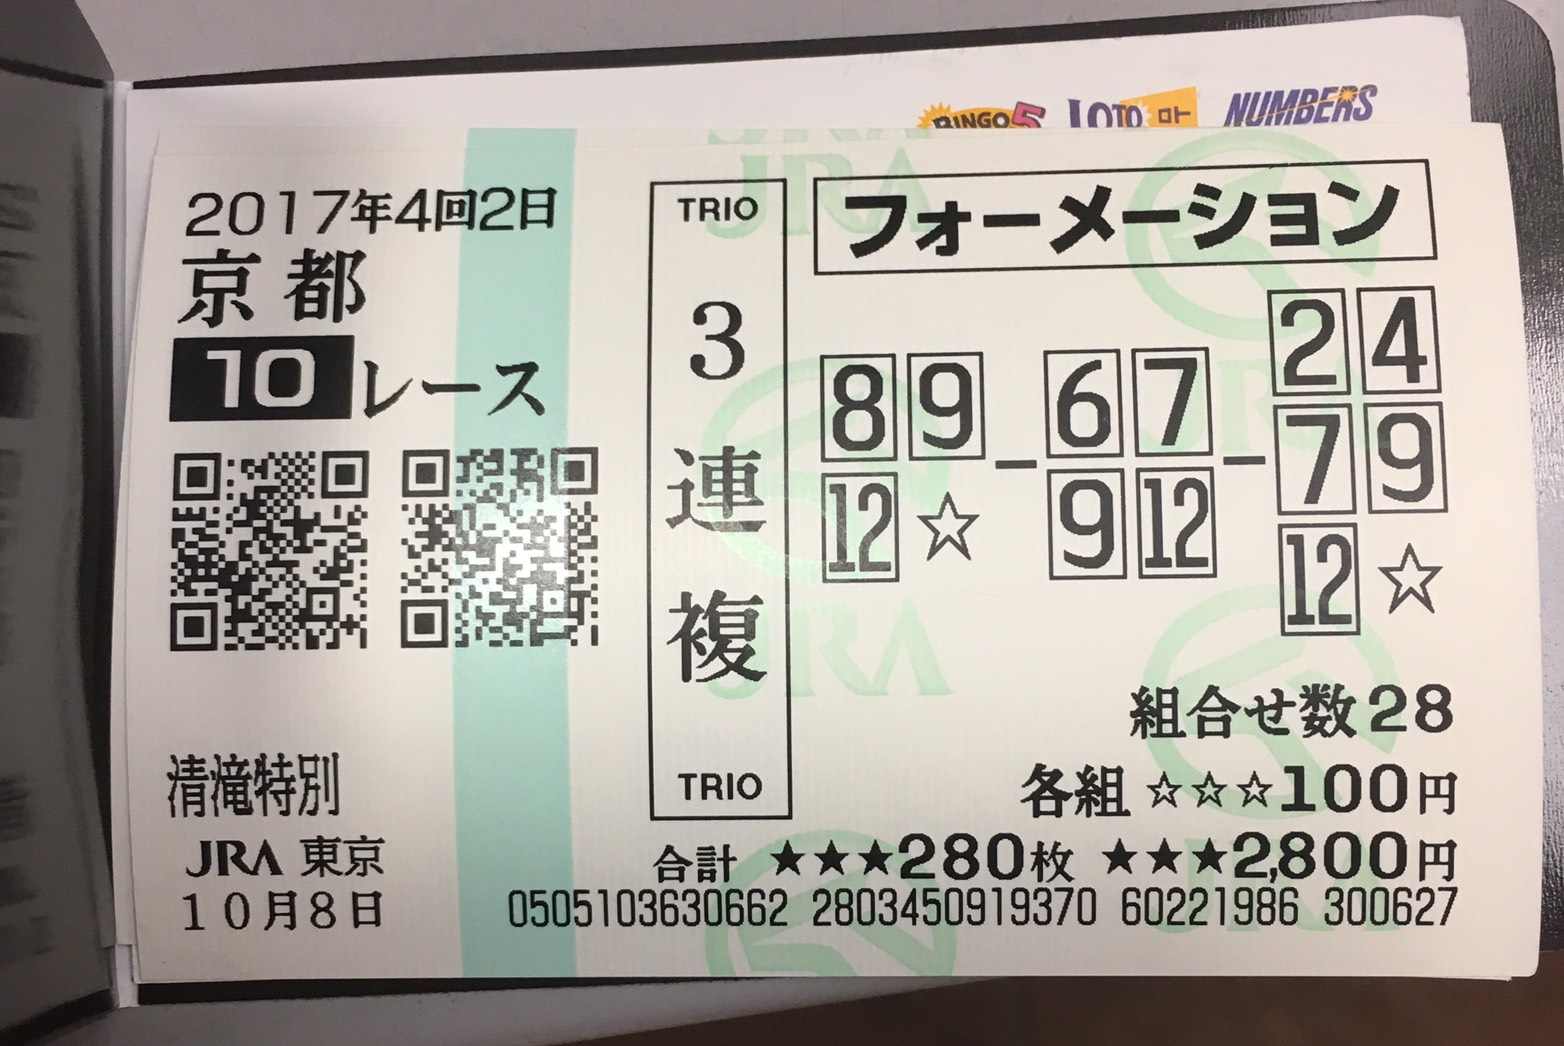 BINGO5 LOTO NUMBERS
2017年4回2日
京都
10レース
清滝特別
JRA 東京
10月8日
TRIO
3連複
TRIO
フォーメーション
2 4
8 9 6 7
7 9
12 ☆ 9 12
12 ☆
組合せ数28
各組 ☆☆☆100円
合計 ★★★280枚 ★★★2,800円
0505103630662 2803450919370 60221986 300627